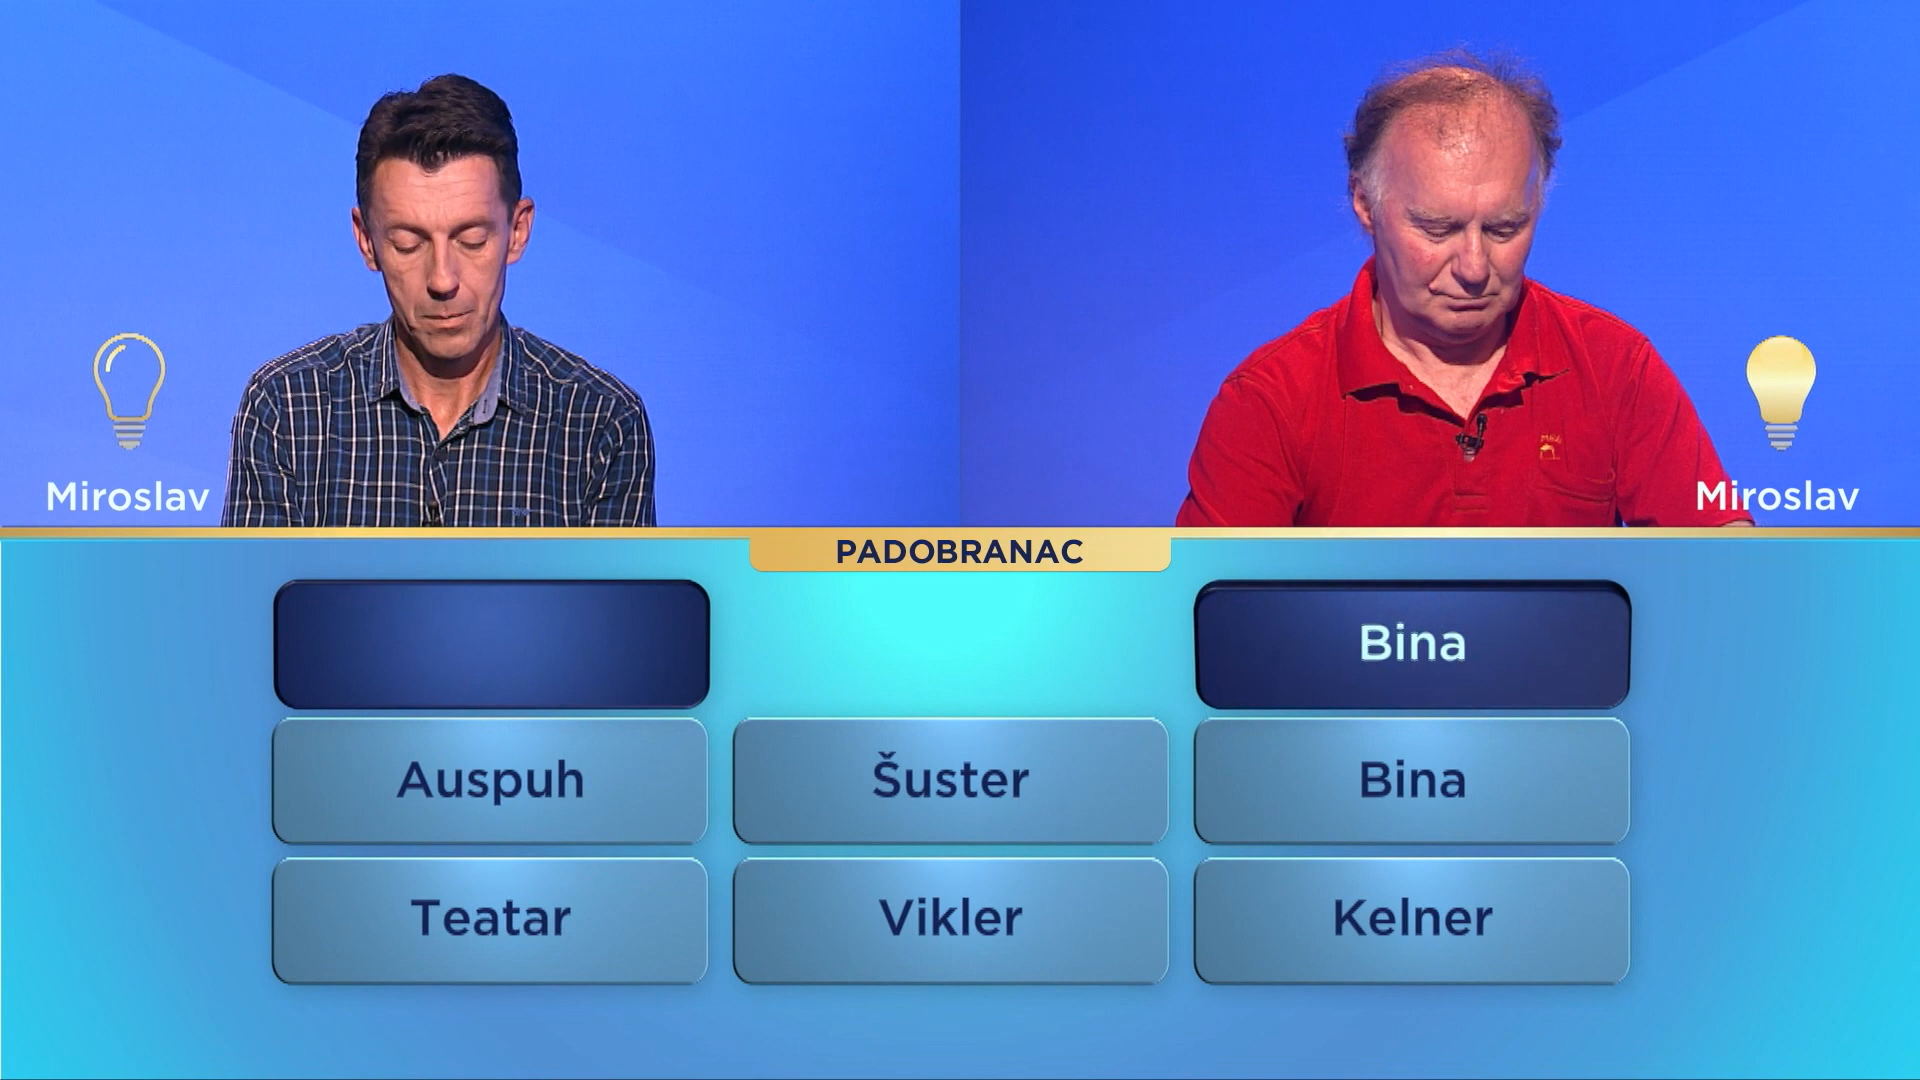 Miroslav
Miroslav
PADOBRANAC
Bina
Auspuh
Šuster
Bina
Teatar
Vikler
Kelner